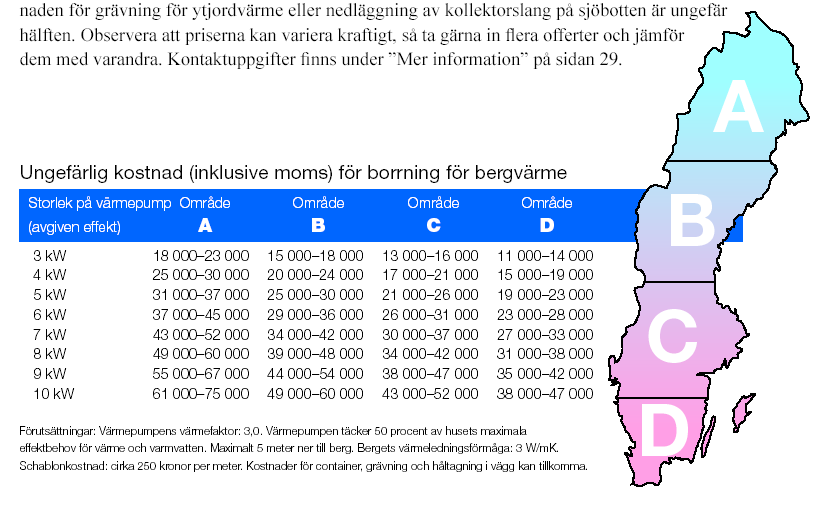 naden för grävning för ytjordvärme eller nedläggning av kollektorslang på sjöbotten är ungefär
hälften. Observera att priserna kan variera kraftigt, så ta gärna in flera offerter och jämför
dem med varandra. Kontaktuppgifter finns under ”Mer information” på sidan 29.
Ungefärlig kostnad (inklusive moms) för borrning för bergvärme
Storlek på värmepump Område Område Område Område
(avgiven effekt) A B C D
3 kW 18 000–23 000 15 000–18 000 13 000–16 000 11 000–14 000
4 kW 25 000–30 000 20 000–24 000 17 000–21 000 15 000–19 000
5 kW 31 000–37 000 25 000–30 000 21 000–26 000 19 000–23 000
6 kW 37 000–45 000 29 000–36 000 26 000–31 000 23 000–28 000
7 kW 43 000–52 000 34 000–42 000 30 000–37 000 27 000–33 000
8 kW 49 000–60 000 39 000–48 000 34 000–42 000 31 000–38 000
9 kW 55 000–67 000 44 000–54 000 38 000–47 000 35 000–42 000
10 kW 61 000–75 000 49 000–60 000 43 000–52 000 38 000–47 000
Förutsättningar: Värmepumpens värmefaktor: 3,0. Värmepumpen täcker 50 procent av husets maximala
effektbehov för värme och varmvatten. Maximalt 5 meter ner till berg. Bergets värmeledningsförmåga: 3 W/mK.
Schablonkostnad: cirka 250 kronor per meter. Kostnader för container, grävning och håltagning i vägg kan tillkomma.
A
B
C
D